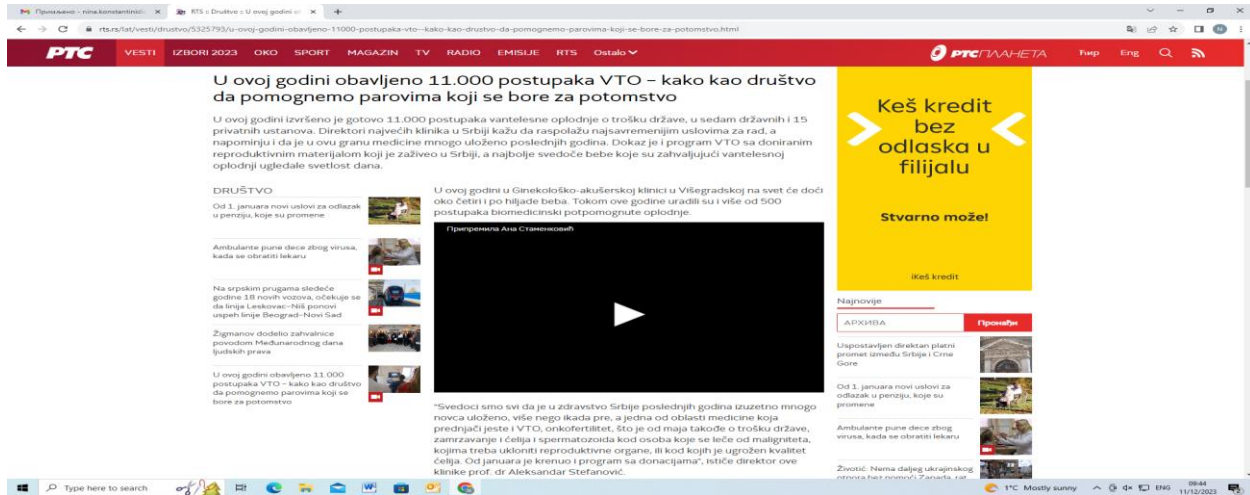 Примљено - nina.konstantinidi
RTS :: Društvo :: U ovoj godini o
rts.rs/lat/vesti/drustvo/5325793/u-ovoj-godini-obavljeno-11000-postupaka-vto--kako-kao-drustvo-da-pomognemo-parovima-koji-se-bore-za-potomstvo.html
РТС VESTI IZBORI 2023 OKO SPORT MAGAZIN TV RADIO EMISIJE RTS Ostalo
РТС ПЛАНЕТА Ћир Eng
U ovoj godini obavljeno 11.000 postupaka VTO – kako kao društvo
da pomognemo parovima koji se bore za potomstvo
U ovoj godini izvršeno je gotovo 11.000 postupaka vantelesne oplodnje o trošku države, u sedam državnih i 15
privatnih ustanova. Direktori najvećih klinika u Srbiji kažu da raspolažu najsavremenijim uslovima za rad, a
napominju i da je u ovu granu medicine mnogo uloženo poslednjih godina. Dokaz je i program VTO sa doniranim
reproduktivnim materijalom koji je zaživeo u Srbiji, a najbolje svedoče bebe koje su zahvaljujući vantelesnoj
oplodnji ugledale svetlost dana.
DRUŠTVO
Od 1. januara novi uslovi za odlazak
u penziju, koje su promene
Ambulante pune dece zbog virusa,
kada se obratiti lekaru
Na srpskim prugama sledeće
godine 18 novih vozova, očekuje se
da linija Leskovac–Niš ponovi
uspeh linije Beograd–Novi Sad
Žigmanov dodelio zahvalnice
povodom Međunarodnog dana
ljudskih prava
U ovoj godini obavljeno 11.000
postupaka VTO – kako kao društvo
da pomognemo parovima koji se
bore za potomstvo
U ovoj godini u Ginekološko-akušerskoj klinici u Višegradskoj na svet će doći
oko četiri i po hiljade beba. Tokom ove godine uradili su i više od 500
postupaka biomedicinski potpomognute oplodnje.
Припремила Ана Стаменковић
"Svedoci smo svi da je u zdravstvo Srbije poslednjih godina izuzetno mnogo
novca uloženo, više nego ikada pre, a jedna od oblasti medicine koja
prednjači jeste i VTO, onkofertilitet, što je od maja takođe o trošku države,
zamrzavanje i ćelija i spermatozoida kod osoba koje se leče od maligniteta,
kojima treba ukloniti reproduktivne organe, ili kod kojih je ugrožen kvalitet
ćelija. Od januara je krenuo i program sa donacijama", ističe direktor ove
klinike prof. dr Aleksandar Stefanović.
Keš kredit
bez
odlaska u
filijalu
Stvarno može!
iKeš kredit
Najnovije
АРХИВА Пронађи
Uspostavljen direktan platni
promet između Srbije i Crne
Gore
Od 1. januara novi uslovi za
odlazak u penziju, koje su
promene
Ambulante pune dece zbog
virusa, kada se obratiti lekaru
Životić: Nema daljeg ukrajinskog
otpora bez pomoći Zapada, rat
Type here to search
1°C Mostly sunny ENG 09:44
11/12/2023